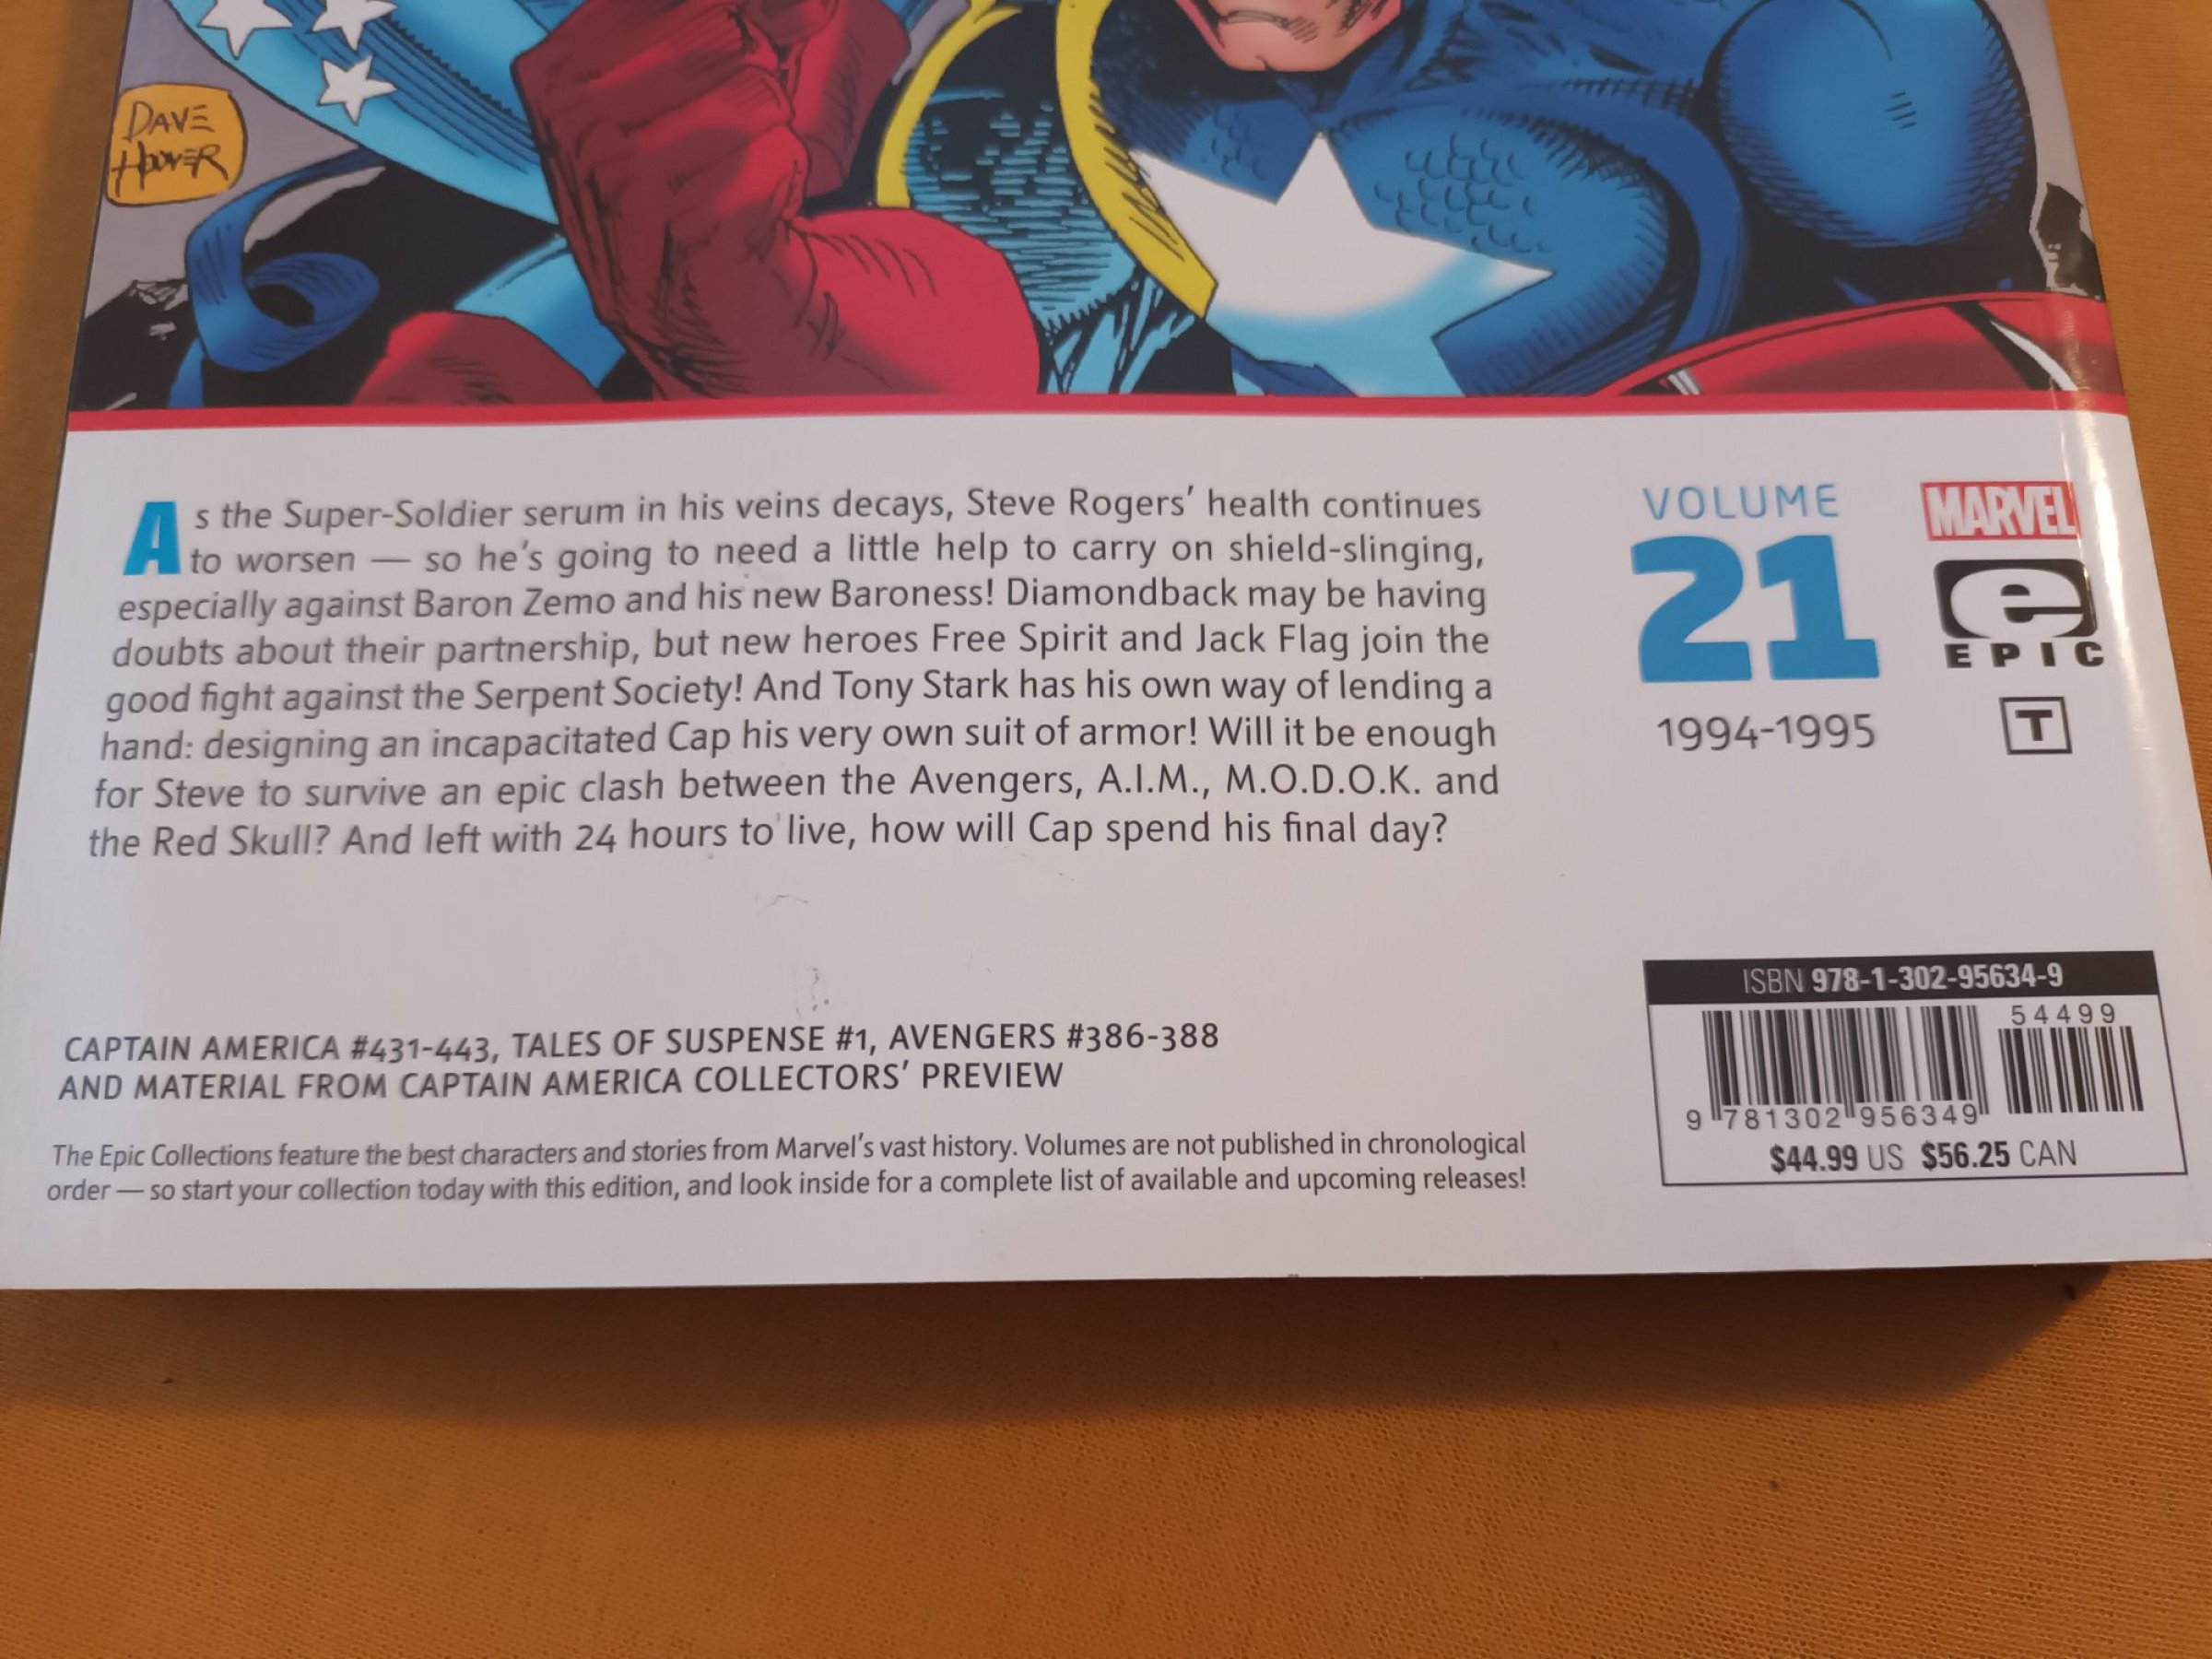 DAVE
HOOVER
As the Super-Soldier serum in his veins decays, Steve Rogers’ health continues
to worsen — so he’s going to need a little help to carry on shield-slinging,
especially against Baron Zemo and his new Baroness! Diamondback may be having
doubts about their partnership, but new heroes Free Spirit and Jack Flag join the
good fight against the Serpent Society! And Tony Stark has his own way of lending a
hand: designing an incapacitated Cap his very own suit of armor! Will it be enough
for Steve to survive an epic clash between the Avengers, A.I.M., M.O.D.O.K. and
the Red Skull? And left with 24 hours to live, how will Cap spend his final day?
VOLUME
21
1994-1995
MARVEL
e
EPIC
T
CAPTAIN AMERICA #431-443, TALES OF SUSPENSE #1, AVENGERS #386-388
AND MATERIAL FROM CAPTAIN AMERICA COLLECTORS’ PREVIEW
The Epic Collections feature the best characters and stories from Marvel’s vast history. Volumes are not published in chronological
order — so start your collection today with this edition, and look inside for a complete list of available and upcoming releases!
ISBN 978-1-302-95634-9
54499
9 781302 956349
$44.99 US $56.25 CAN